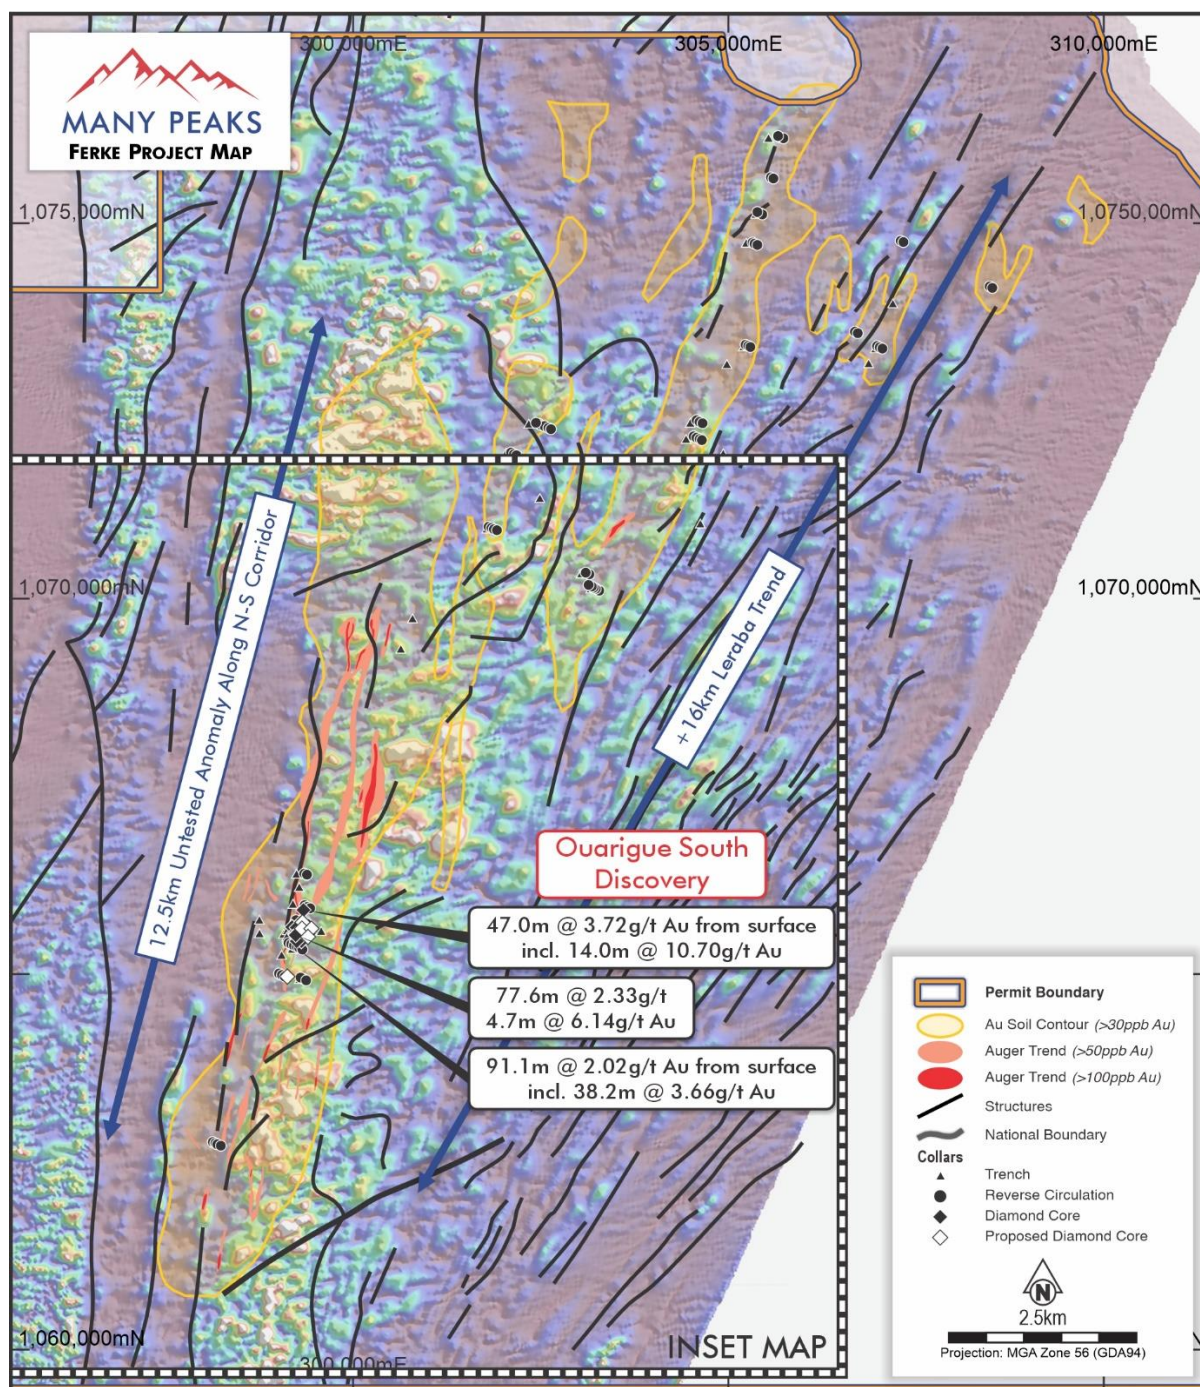 300,000mE
305,000mE
310,000mE
MANY PEAKS
FERKE PROJECT MAP
1,075,000mN
1,0750,00mN
12.5km Untested Anomaly Along N-S Corridor
+16km Leraba Trend
1,070,000mN
1,070,000mN
Ouarigue South
Discovery
47.0m @ 3.72g/t Au from surface
incl. 14.0m @ 10.70g/t Au
77.6m @ 2.33g/t
4.7m @ 6.14g/t Au
91.1m @ 2.02g/t Au from surface
incl. 38.2m @ 3.66g/t Au
Permit Boundary
Au Soil Contour (>30ppb Au)
Auger Trend (>50ppb Au)
Auger Trend (>100ppb Au)
Structures
National Boundary
Collars
Trench
Reverse Circulation
Diamond Core
Proposed Diamond Core
N
2.5km
Projection: MGA Zone 56 (GDA94)
1,060,000mN
300,000mE
INSET MAP